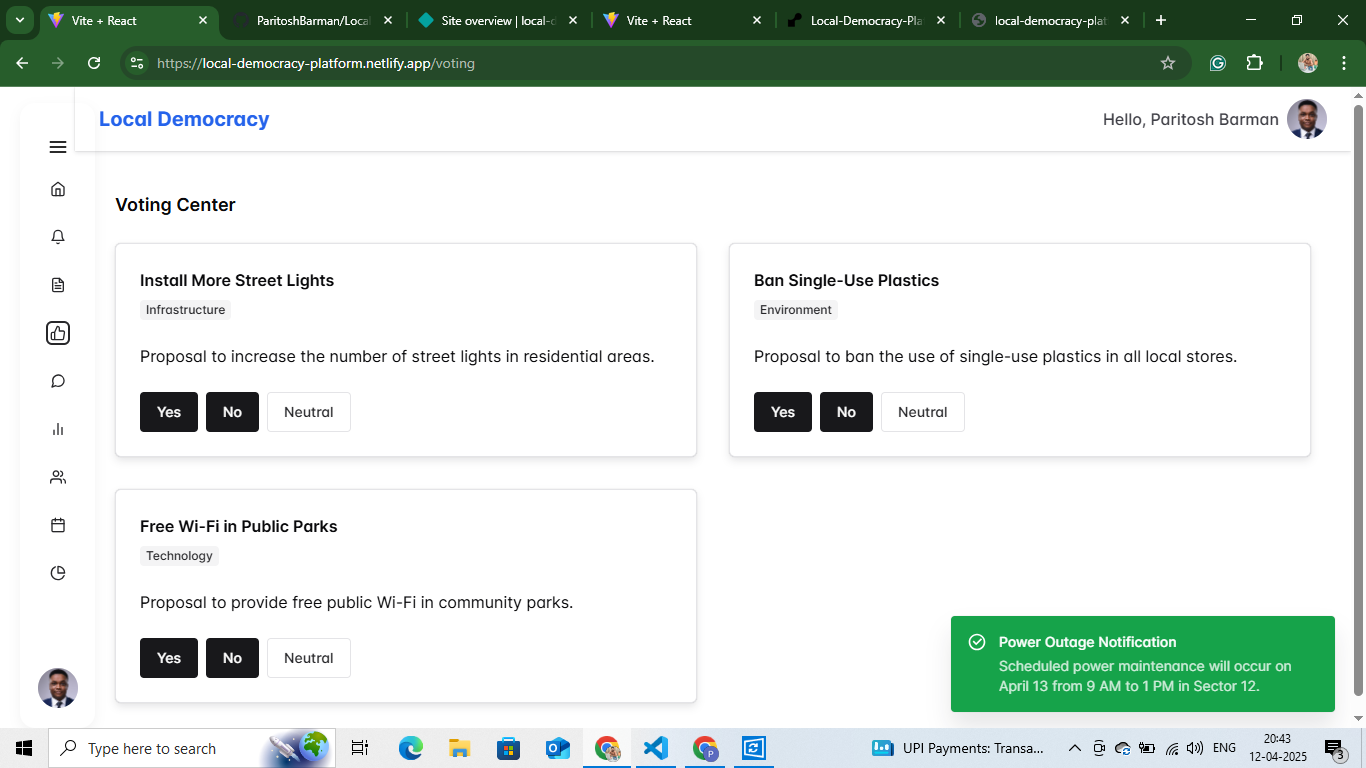 Vite + React
ParitoshBarman/Local
Site overview | local-d
Vite + React
Local-Democracy-Pla
local-democracy-plat
https://local-democracy-platform.netlify.app/voting
Local Democracy
Hello, Paritosh Barman
Voting Center
Install More Street Lights
Infrastructure
Proposal to increase the number of street lights in residential areas.
Yes
No
Neutral
Ban Single-Use Plastics
Environment
Proposal to ban the use of single-use plastics in all local stores.
Yes
No
Neutral
Free Wi-Fi in Public Parks
Technology
Proposal to provide free public Wi-Fi in community parks.
Yes
No
Neutral
Power Outage Notification
Scheduled power maintenance will occur on
April 13 from 9 AM to 1 PM in Sector 12.
Type here to search
P
UPI Payments: Transa...
ENG
20:43
12-04-2025
3